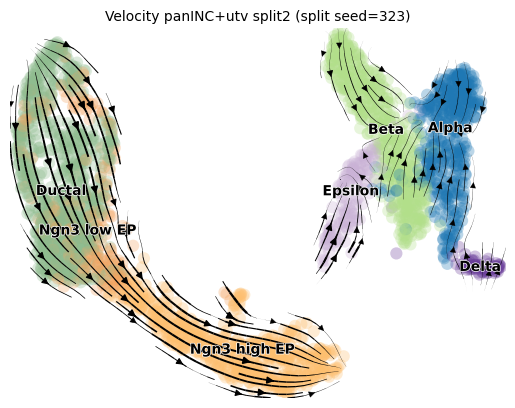 Velocity panINC+utv split2 (split seed=323)
Beta
Alpha
Ductal
Epsilon
Ngn3 low EP
Delta
Ngn3 high EP